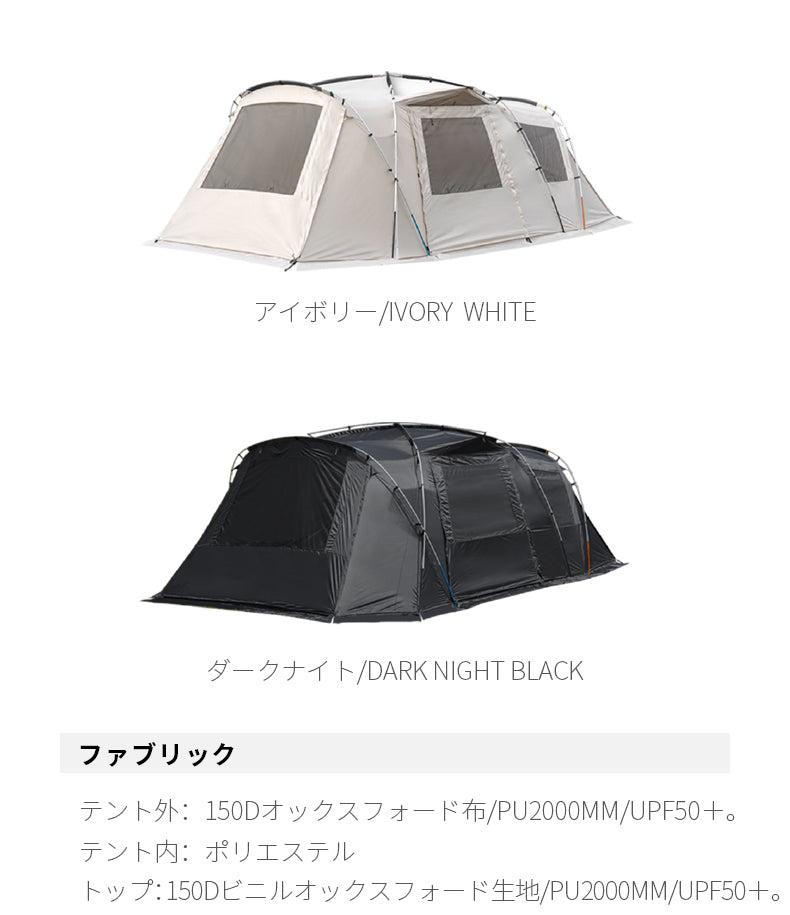 アイボリー/IVORY WHITE
ダークナイト/DARK NIGHT BLACK
ファブリック
テント外：150Dオックスフォード布/PU2000MM/UPF50＋。
テント内：ポリエステル
トップ：150Dビニルオックスフォード生地/PU2000MM/UPF50＋。